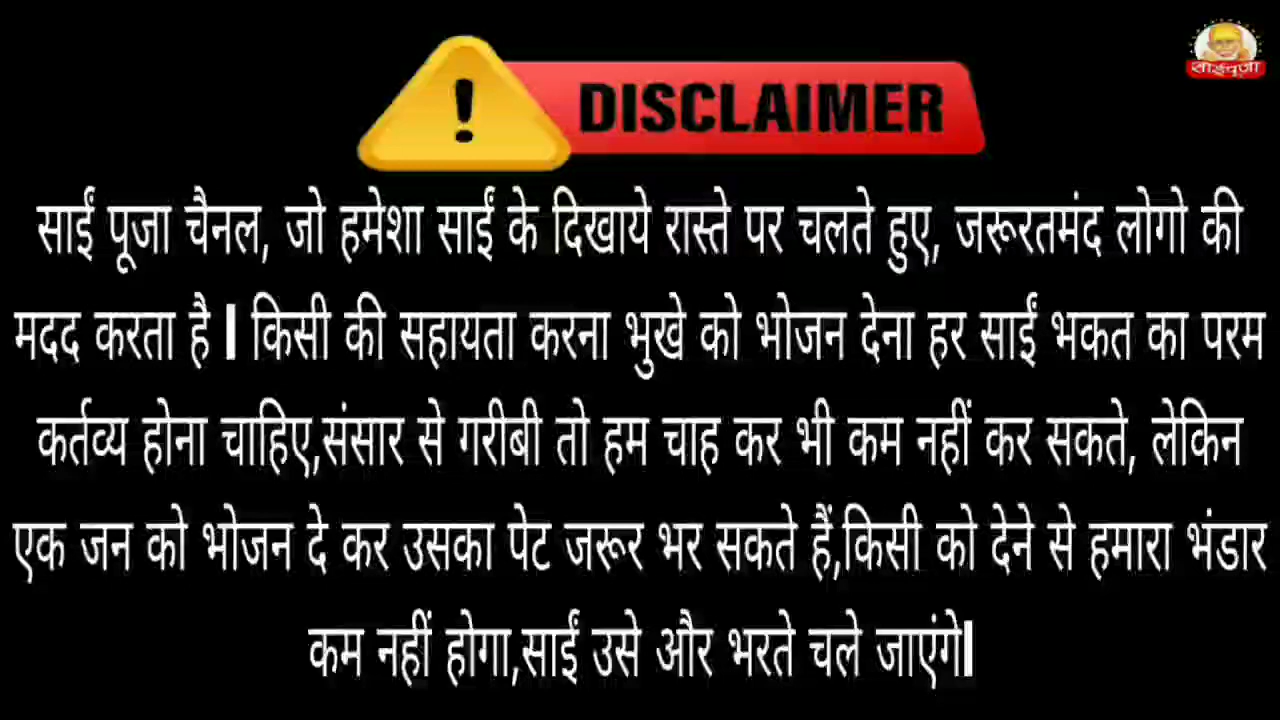 साईंपूजा
DISCLAIMER
साईं पूजा चैनल, जो हमेशा साईं के दिखाये रास्ते पर चलते हुए, जरूरतमंद लोगो की
मदद करता है | किसी की सहायता करना भुखे को भोजन देना हर साईं भकत का परम
कर्तव्य होना चाहिए,संसार से गरीबी तो हम चाह कर भी कम नहीं कर सकते, लेकिन
एक जन को भोजन दे कर उसका पेट जरूर भर सकते हैं,किसी को देने से हमारा भंडार
कम नहीं होगा,साईं उसे और भरते चले जाएंगे|